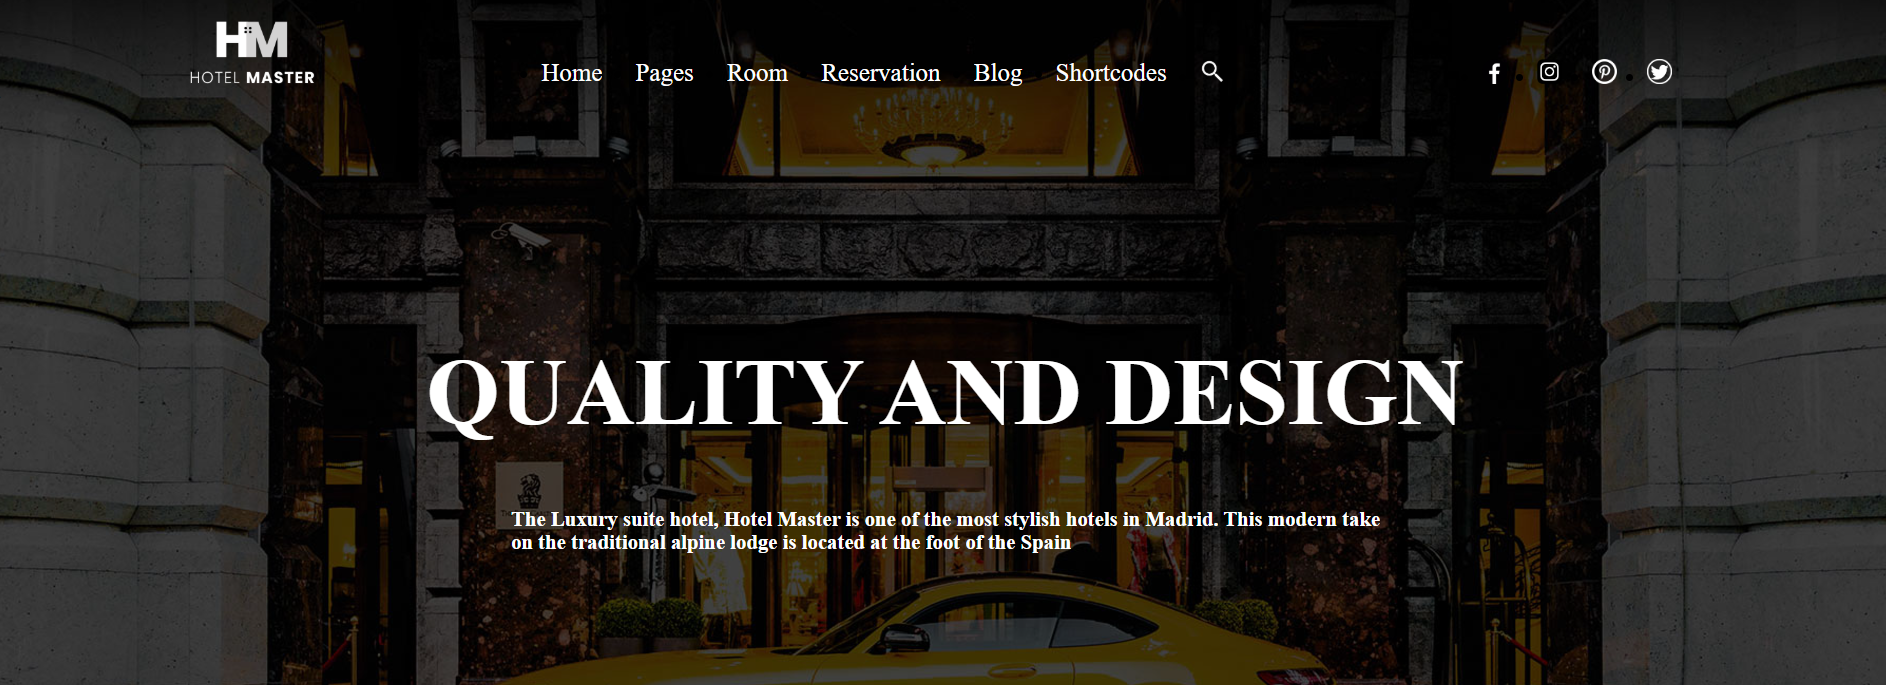 HM
HOTEL MASTER
Home Pages Room Reservation Blog Shortcodes
QUALITY AND DESIGN
The Luxury suite hotel, Hotel Master is one of the most stylish hotels in Madrid. This modern take
on the traditional alpine lodge is located at the foot of the Spain